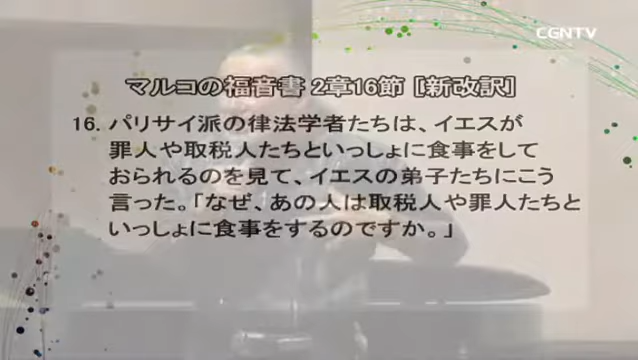 CGNTV
マルコの福音書 2章16節 [新改訳]
16. パリサイ派の律法学者たちは、イエスが
罪人や取税人たちといっしょに食事をして
おられるのを見て、イエスの弟子たちにこう
言った。「なぜ、あの人は取税人や罪人たちと
いっしょに食事をするのですか。」